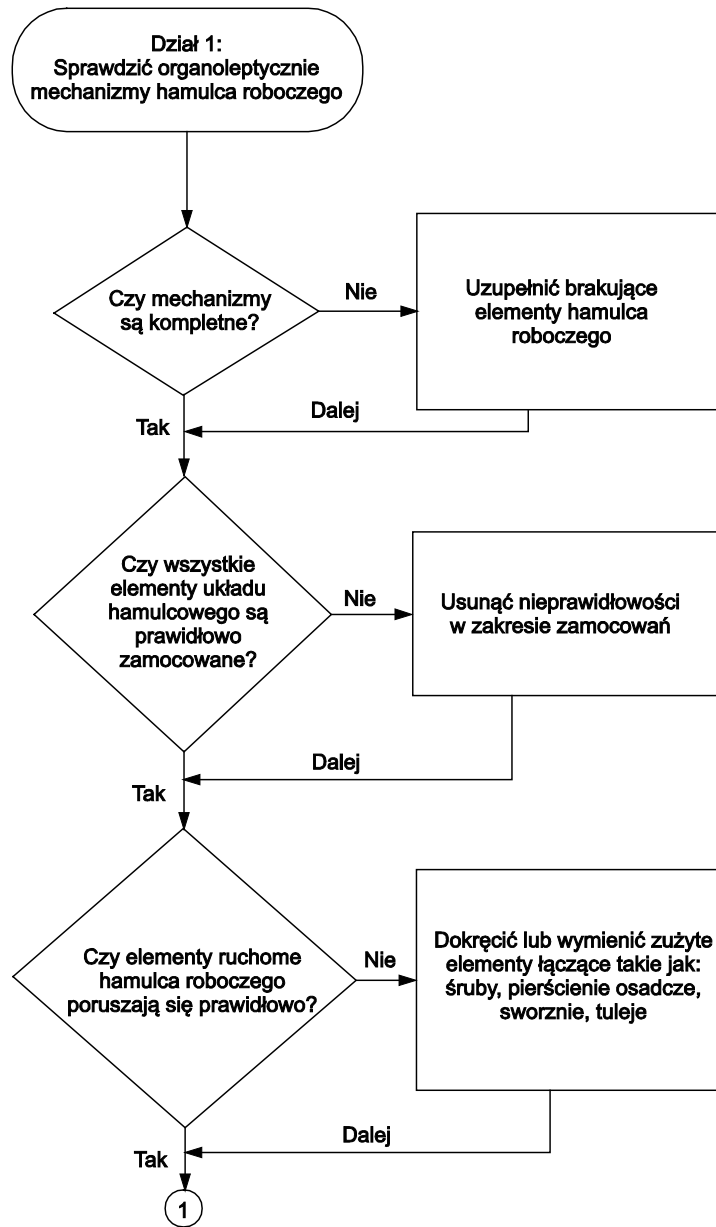 Dział 1:
Sprawdzić organoleptycznie
mechanizmy hamulca roboczego
Czy mechanizmy
są kompletne?
Nie
Uzupełnić brakujące
elementy hamulca
roboczego
Dalej
Tak
Czy wszystkie
elementy układu
hamulcowego są
prawidłowo
zamocowane?
Nie
Usunąć nieprawidłowości
w zakresie zamocowań
Dalej
Tak
Czy elementy ruchome
hamulca roboczego
poruszają się prawidłowo?
Nie
Dokręcić lub wymienić zużyte
elementy łączące takie jak:
śruby, pierścienie osadcze,
sworznie, tuleje
Dalej
Tak
1